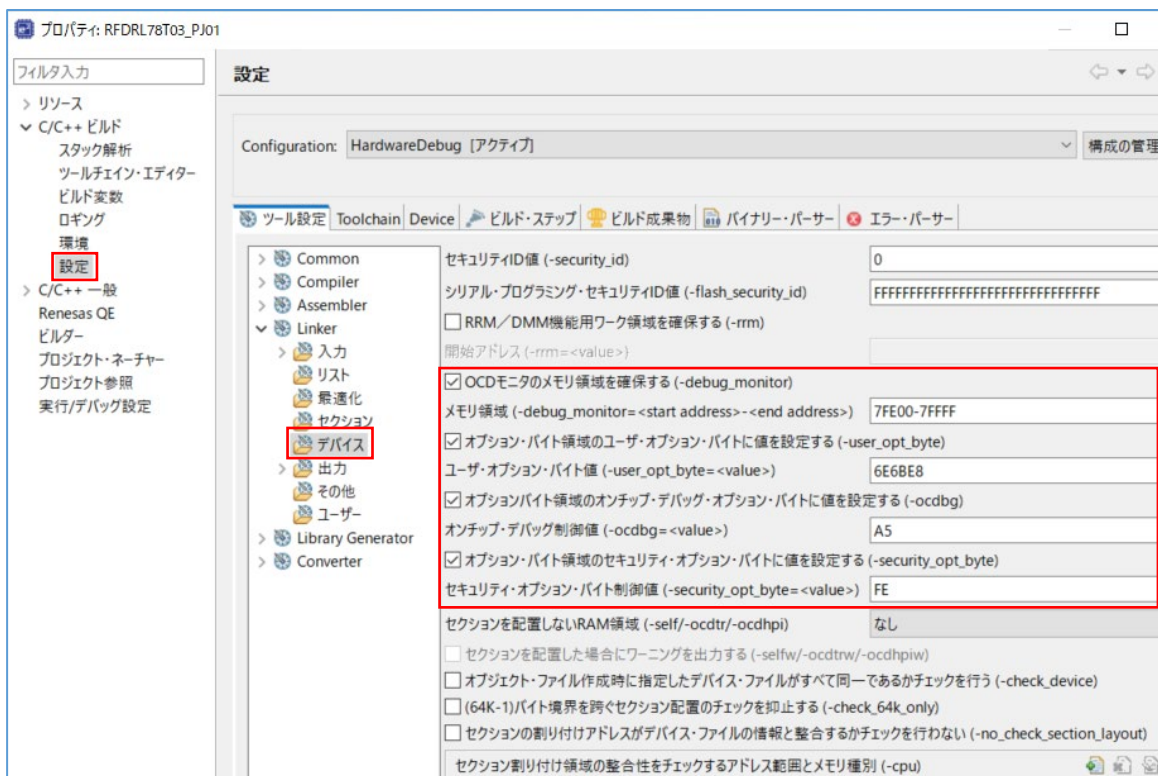 プロパティ: RFDRL78T03_PJ01
フィルタ入力
リソース
C/C++ ビルド
スタック解析
ツールチェイン・エディター
ビルド変数
ロギング
環境
設定
C/C++ 一般
Renesas QE
ビルダー
プロジェクト・ネーチャー
プロジェクト参照
実行/デバッグ設定
設定
Configuration: HardwareDebug [アクティブ] 構成の管理
ツール設定 Toolchain Device ビルド・ステップ ビルド成果物 バイナリー・パーサー エラー・パーサー
Common
Compiler
Assembler
Linker
入力
リスト
最適化
セクション
デバイス
出力
その他
ユーザー
Library Generator
Converter
セキュリティID値 (-security_id) 0
シリアル・プログラミング・セキュリティID値 (-flash_security_id) FFFFFFFFFFFFFFFFFFFFFFFFFFFFFFFF
RRM/DMM機能用ワーク領域を確保する (-rrm)
開始アドレス (-rrm=<value>)
OCDモニタのメモリ領域を確保する (-debug_monitor)
メモリ領域 (-debug_monitor=<start address>-<end address>) 7FE00-7FFFF
オプション・バイト領域のユーザ・オプション・バイトに値を設定する (-user_opt_byte)
ユーザ・オプション・バイト値 (-user_opt_byte=<value>) 6E6BE8
オプションバイト領域のオンチップ・デバッグ・オプション・バイトに値を設定する (-ocdbg)
オンチップ・デバッグ制御値 (-ocdbg=<value>) A5
オプション・バイト領域のセキュリティ・オプション・バイトに値を設定する (-security_opt_byte)
セキュリティ・オプション・バイト制御値 (-security_opt_byte=<value>) FE
セクションを配置しないRAM領域 (-self/-ocdtr/-ocdhpi) なし
セクションを配置した場合にワーニングを出力する (-selfw/-ocdtrw/-ocdhpiw)
オブジェクト・ファイル作成時に指定したデバイス・ファイルがすべて同一であるかチェックを行う (-check_device)
(64K-1)バイト境界を跨ぐセクション配置のチェックを抑止する (-check_64k_only)
セクションの割り付けアドレスがデバイス・ファイルの情報と整合するかチェックを行わない (-no_check_section_layout)
セクション割り付け領域の整合性をチェックするアドレス範囲とメモリ種別 (-cpu)